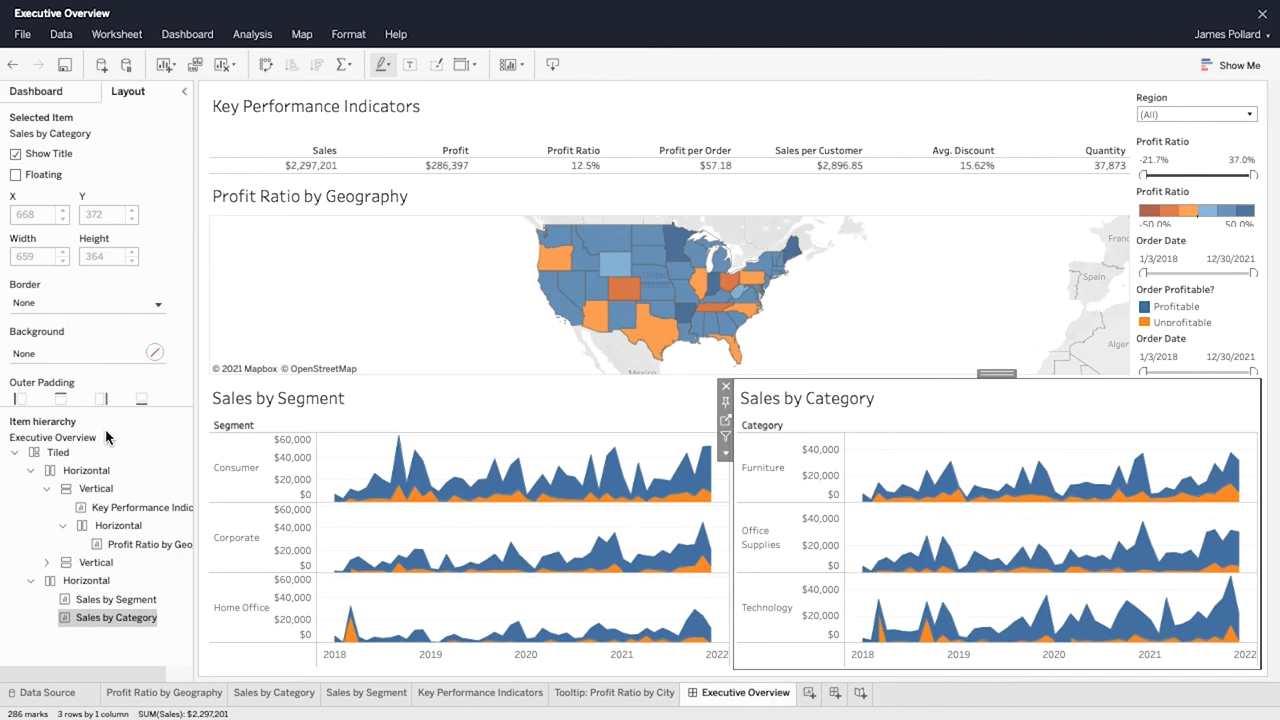 Executive Overview
File Data Worksheet Dashboard Analysis Map Format Help James Pollard
Show Me
Dashboard Layout
Selected Item
Sales by Category
Show Title
Floating
X Y
668 372
Width Height
659 364
Border
None
Background
None
Outer Padding
Item hierarchy
Executive Overview
Tiled
Horizontal
Vertical
Key Performance Indic
Horizontal
Profit Ratio by Geo
Vertical
Horizontal
Sales by Segment
Sales by Category
Key Performance Indicators
Sales Profit Profit Ratio Profit per Order Sales per Customer Avg. Discount Quantity
$2,297,201 $286,397 12.5% $57.18 $2,896.85 15.62% 37,873
Profit Ratio by Geography
United States
Mexico
Franc
Spain
Alger
© 2021 Mapbox © OpenStreetMap
Region
(All)
Profit Ratio
-21.7% 37.0%
Profit Ratio
-50.0% 50.0%
Order Date
1/3/2018 12/30/2021
Order Profitable?
Profitable
Unprofitable
Order Date
1/3/2018 12/30/2021
Sales by Segment
Segment
Consumer
$60,000
$40,000
$20,000
$0
Corporate
$60,000
$40,000
$20,000
$0
Home Office
$60,000
$40,000
$20,000
$0
2018 2019 2020 2021 2022
Sales by Category
Category
Furniture
$40,000
$20,000
$0
Office
Supplies
$40,000
$20,000
$0
Technology
$40,000
$20,000
$0
2018 2019 2020 2021 2022
Data Source Profit Ratio by Geography Sales by Category Sales by Segment Key Performance Indicators Tooltip: Profit Ratio by City Executive Overview
286 marks 3 rows by 1 column SUM(Sales): $2,297,201